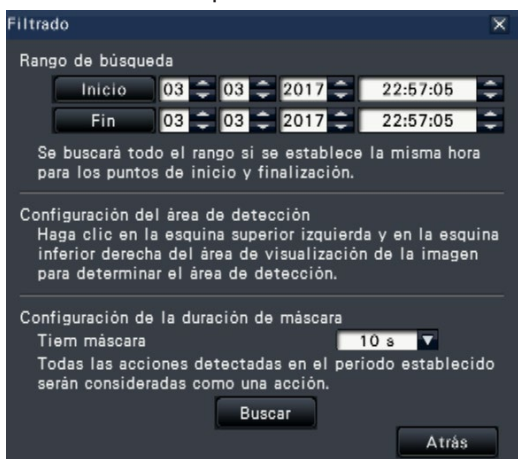 Filtrado
Rango de búsqueda
Inicio 03 03 2017 22:57:05
Fin 03 03 2017 22:57:05
Se buscará todo el rango si se establece la misma hora
para los puntos de inicio y finalización.
Configuración del área de detección
Haga clic en la esquina superior izquierda y en la esquina
inferior derecha del área de visualización de la imagen
para determinar el área de detección.
Configuración de la duración de máscara
Tiem máscara 10 s
Todas las acciones detectadas en el periodo establecido
serán consideradas como una acción.
Buscar
Atrás